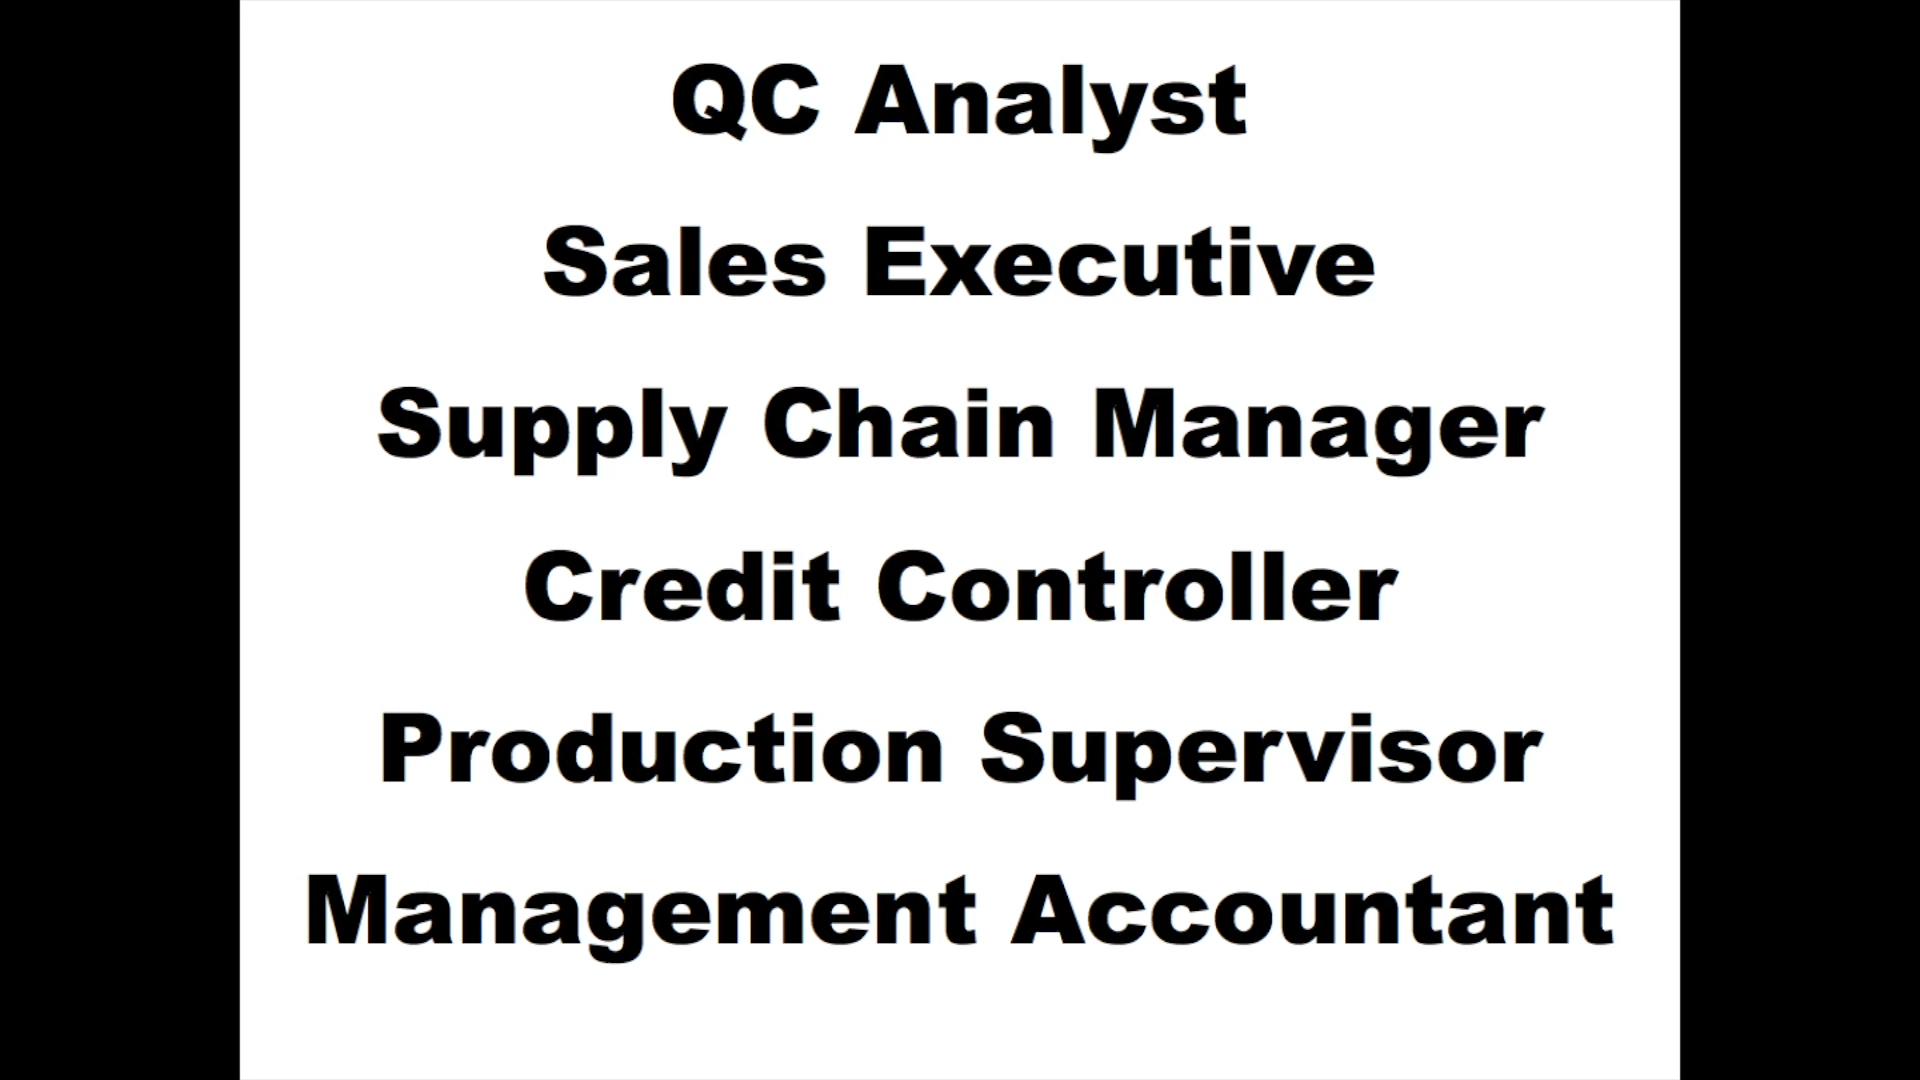 QC Analyst
Sales Executive
Supply Chain Manager
Credit Controller
Production Supervisor
Management Accountant